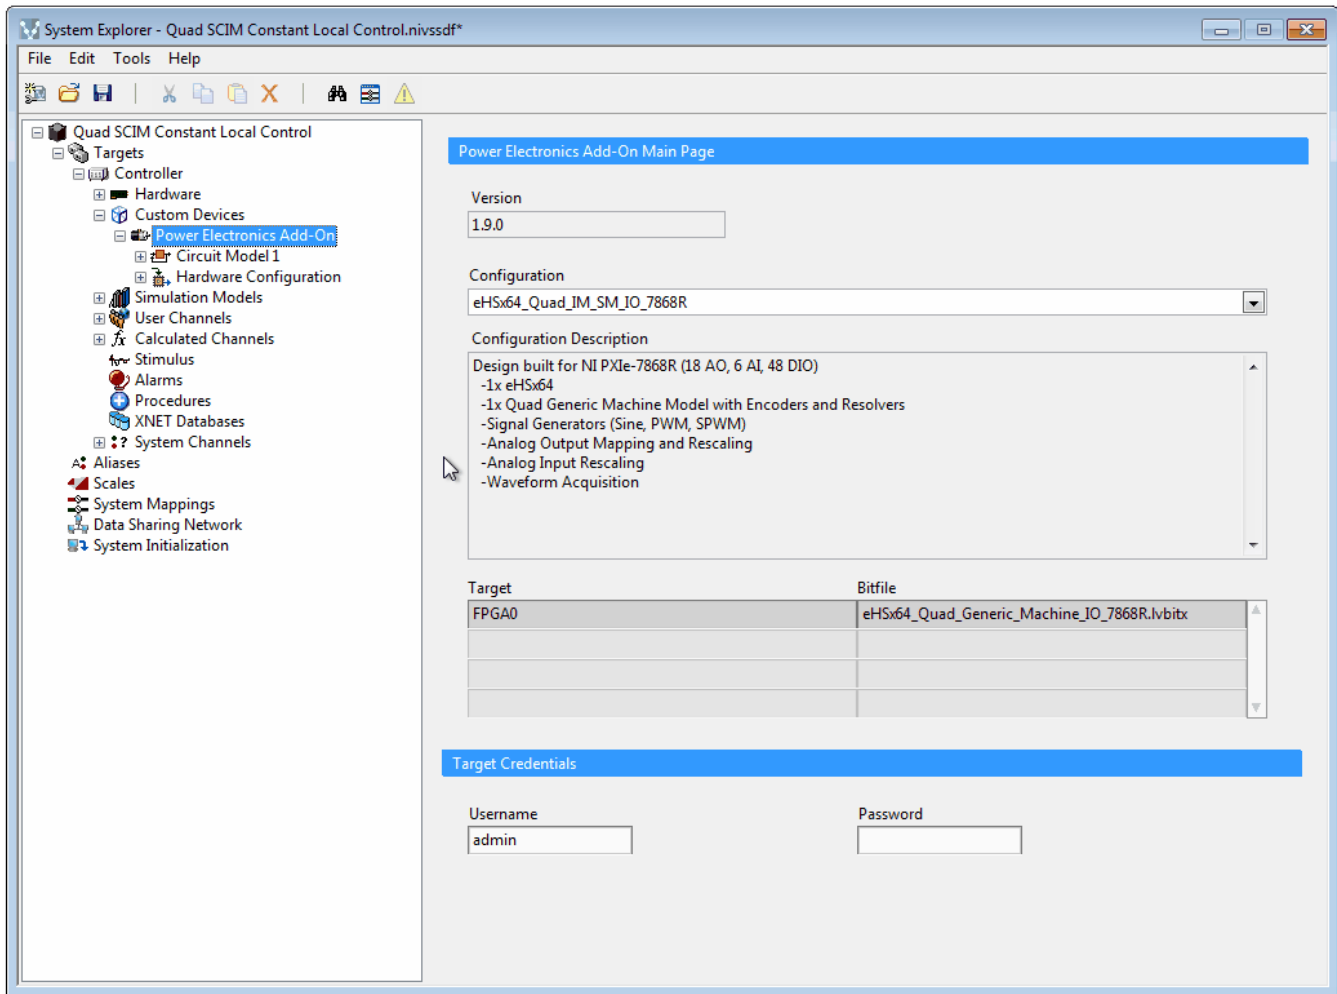 System Explorer - Quad SCIM Constant Local Control.nivssdf*
File Edit Tools Help
Quad SCIM Constant Local Control
Targets
Controller
Hardware
Custom Devices
Power Electronics Add-On
Circuit Model 1
Hardware Configuration
Simulation Models
User Channels
fx Calculated Channels
Stimulus
Alarms
Procedures
XNET Databases
System Channels
Aliases
Scales
System Mappings
Data Sharing Network
System Initialization
Power Electronics Add-On Main Page
Version
1.9.0
Configuration
eHSx64_Quad_IM_SM_IO_7868R
Configuration Description
Design built for NI PXIe-7868R (18 AO, 6 AI, 48 DIO)
-1x eHSx64
-1x Quad Generic Machine Model with Encoders and Resolvers
-Signal Generators (Sine, PWM, SPWM)
-Analog Output Mapping and Rescaling
-Analog Input Rescaling
-Waveform Acquisition
Target Bitfile
FPGA0 eHSx64_Quad_Generic_Machine_IO_7868R.lvbitx
Target Credentials
Username Password
admin